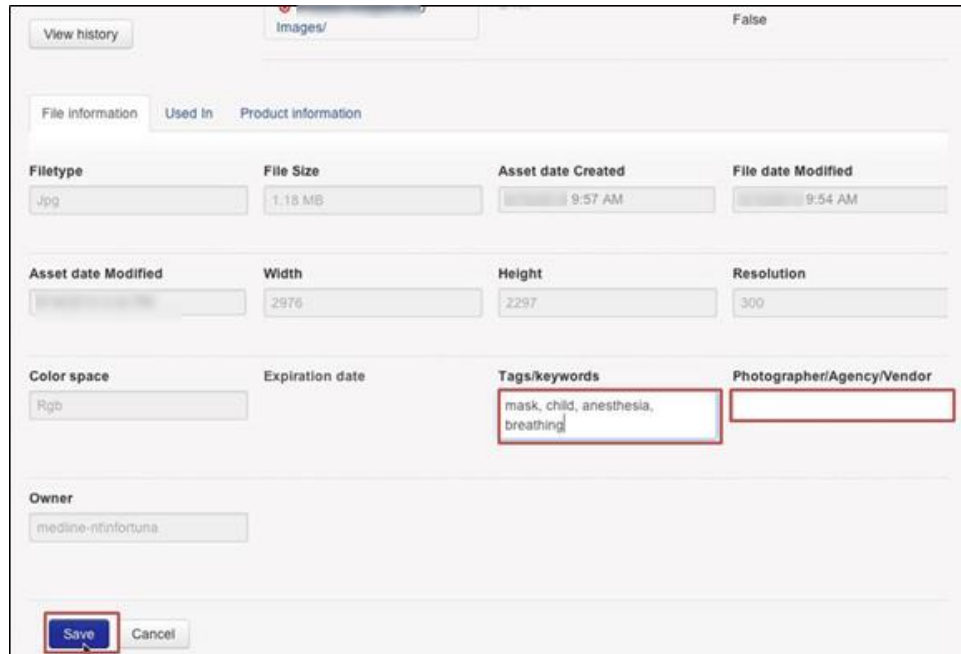 Images/
False
View history
File information Used In Product information
Filetype File Size Asset date Created File date Modified
Jpg 1.18 MB 9:57 AM 9:54 AM
Asset date Modified Width Height Resolution
2976 2297 300
Color space Expiration date Tags/keywords Photographer/Agency/Vendor
Rgb mask, child, anesthesia,
breathing
Owner
medline-nt\infortuna
Save Cancel